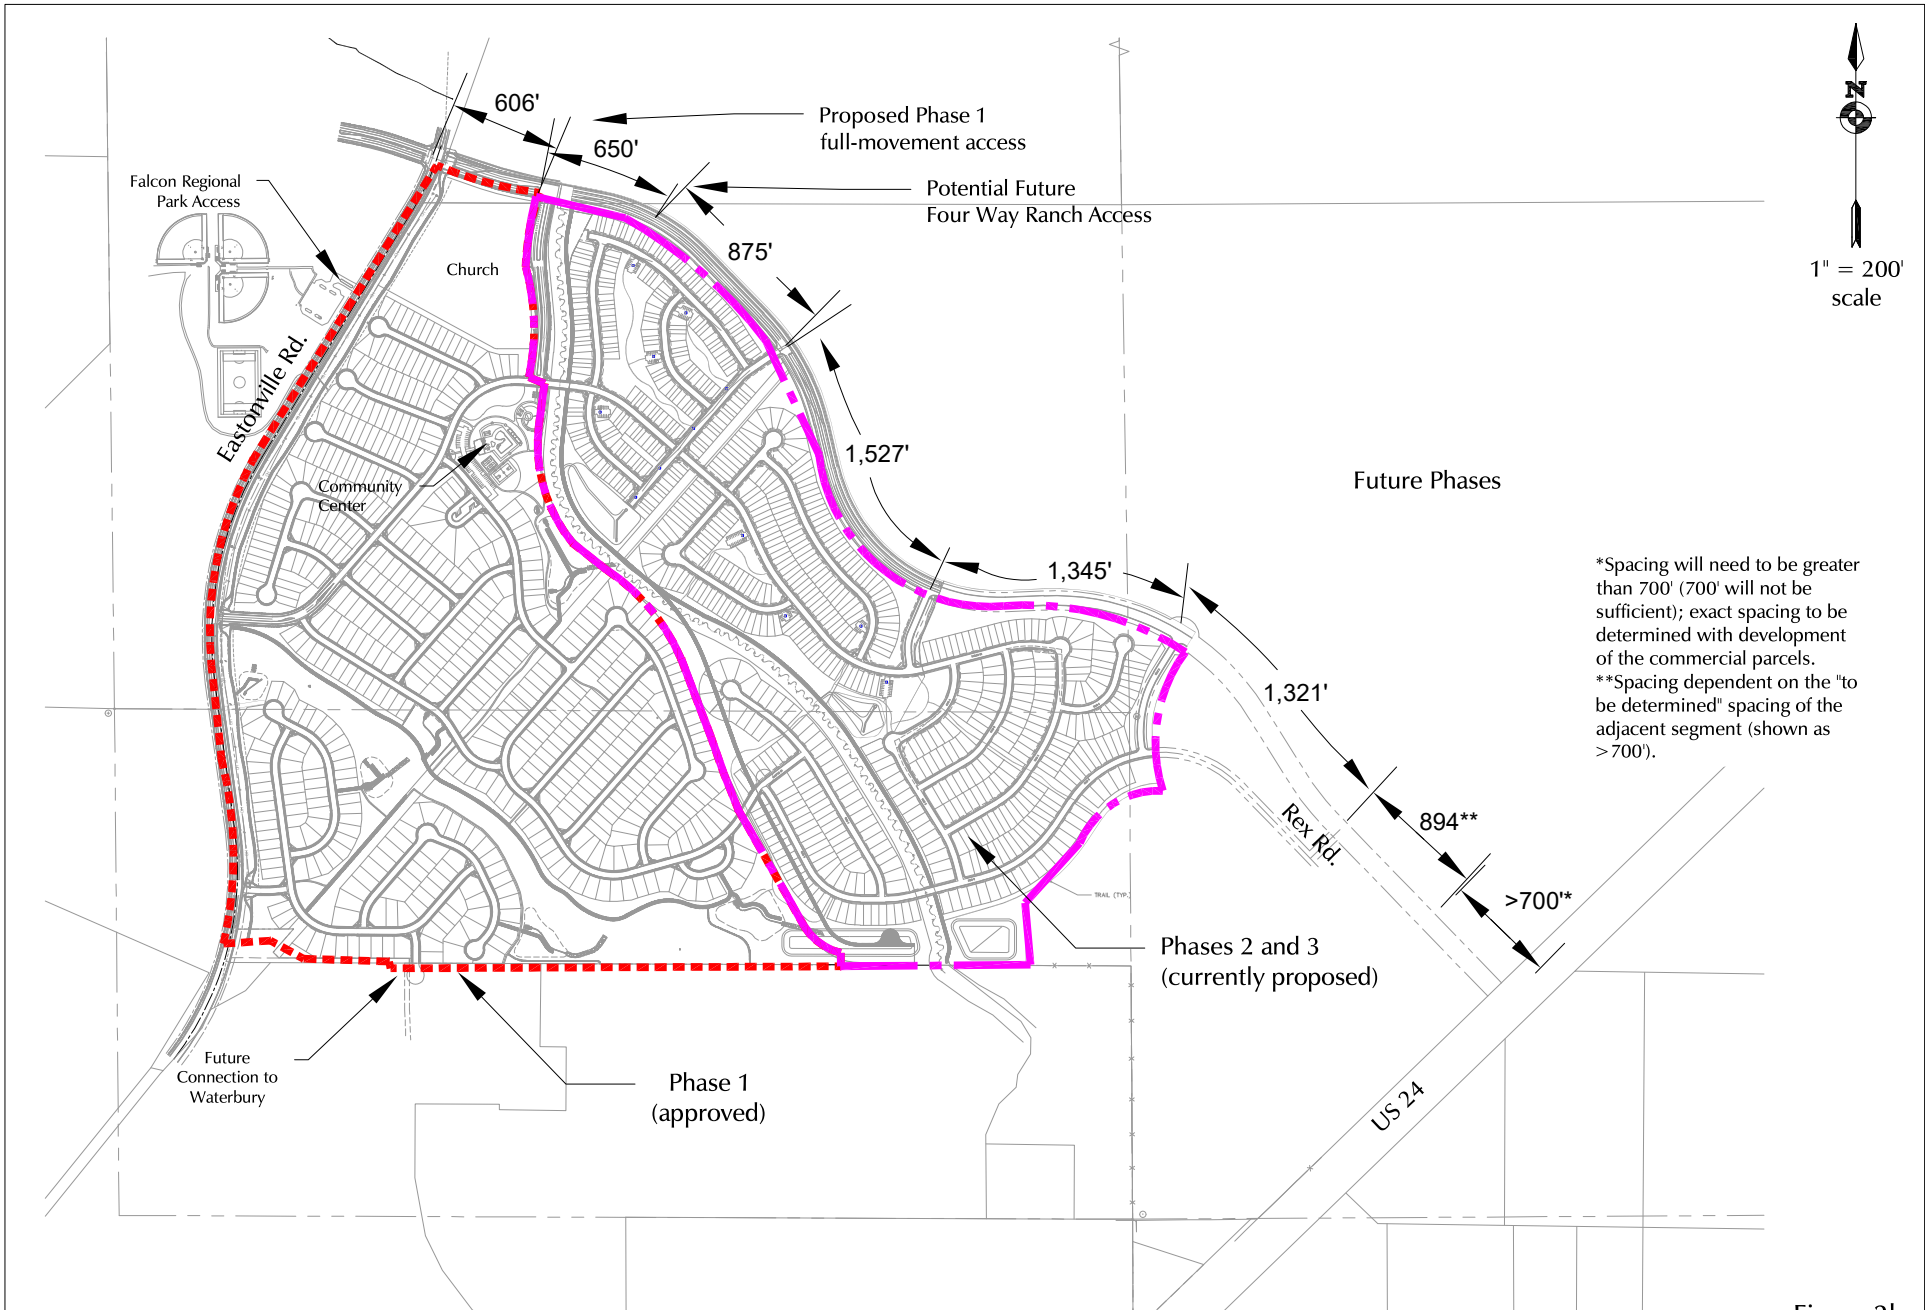 606'
Proposed Phase 1
full-movement access
650'
N
Falcon Regional
Park Access
Potential Future
Four Way Ranch Access
875'
Church
1" = 200'
scale
Eastonville Rd.
1,527'
Community
Center
Future Phases
1,345'
*Spacing will need to be greater
than 700' (700' will not be
sufficient); exact spacing to be
determined with development
of the commercial parcels.
**Spacing dependent on the "to
be determined" spacing of the
adjacent segment (shown as
>700').
1,321'
Rex Rd.
894**
TRAIL (TYP.)
>700'*
Phases 2 and 3
(currently proposed)
Future
Connection to
Waterbury
Phase 1
(approved)
US 24